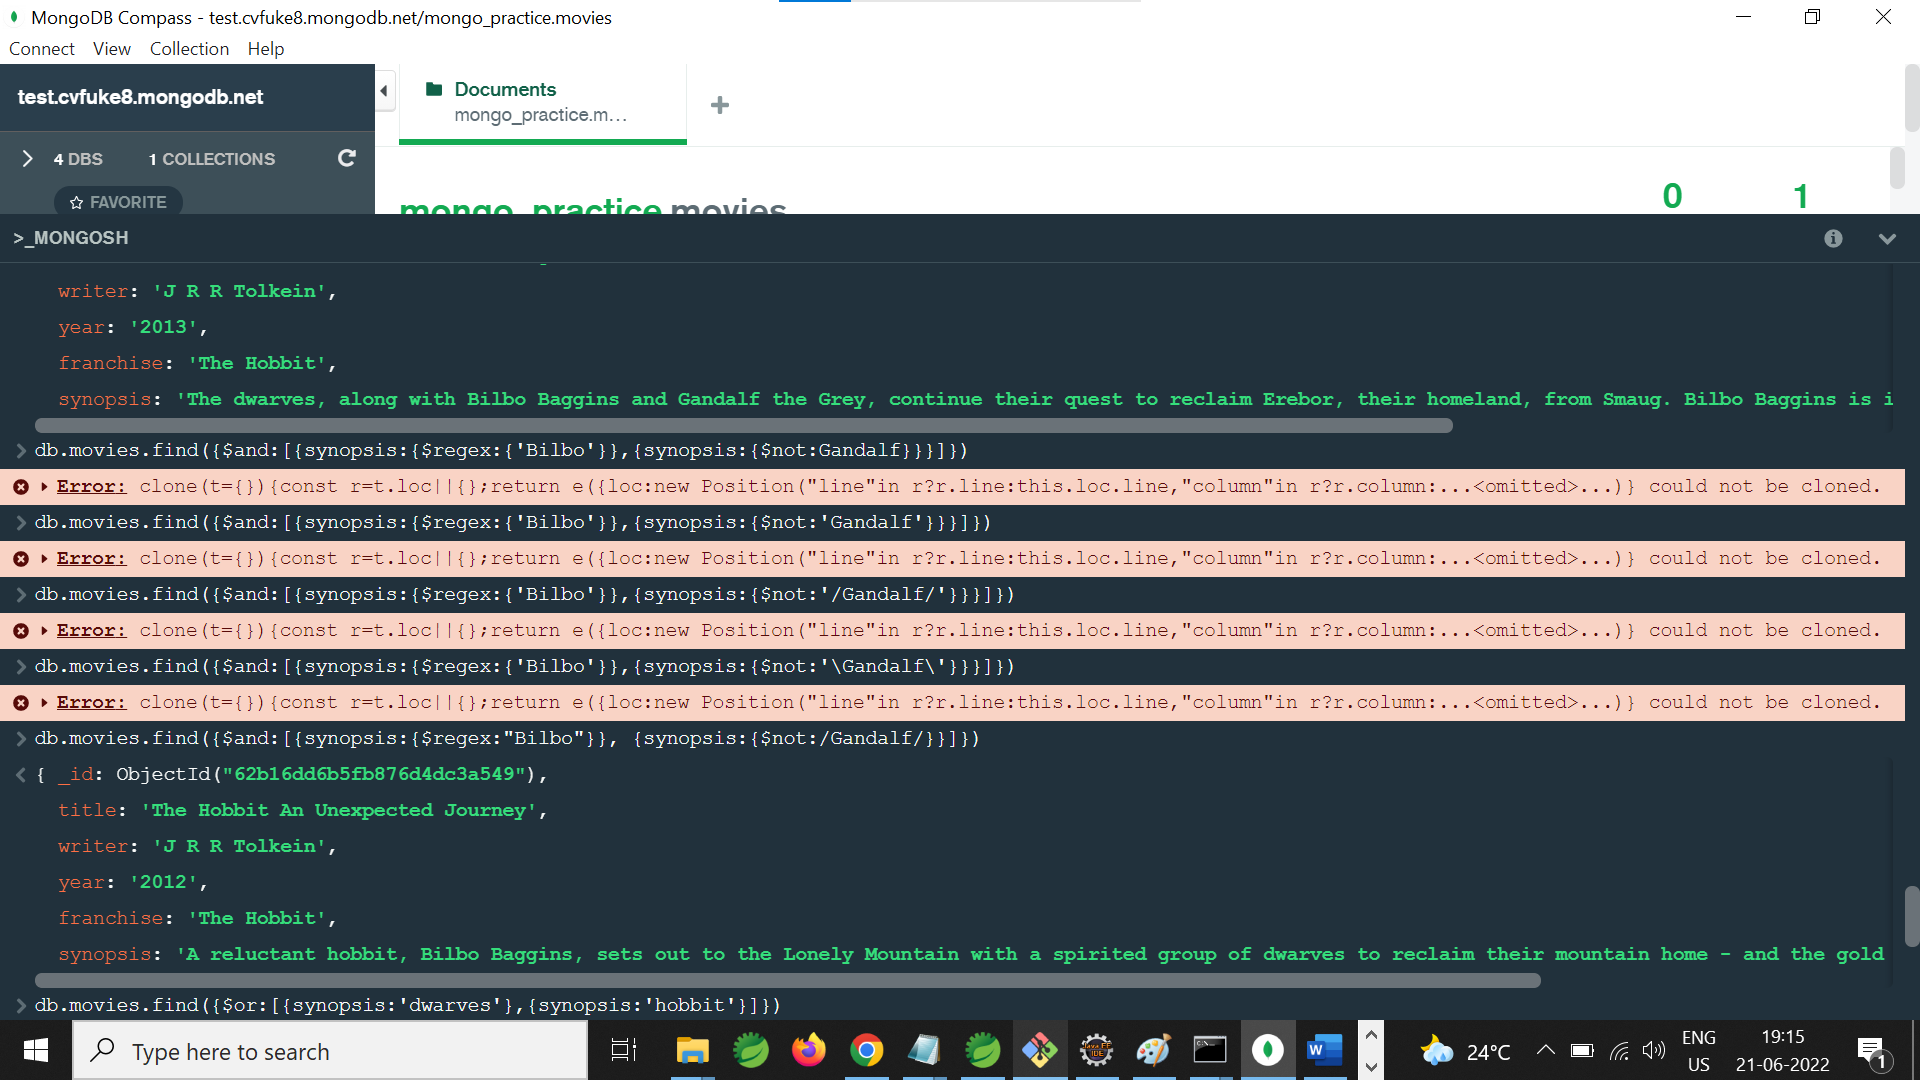 MongoDB Compass - test.cvfuke8.mongodb.net/mongo_practice.movies
Connect View Collection Help
test.cvfuke8.mongodb.net
Documents
mongo_practice.m...
4 DBS 1 COLLECTIONS
FAVORITE
mongo_practice.movies
0 1
>_MONGOSH
writer: 'J R R Tolkein',
year: '2013',
franchise: 'The Hobbit',
synopsis: 'The dwarves, along with Bilbo Baggins and Gandalf the Grey, continue their quest to reclaim Erebor, their homeland, from Smaug. Bilbo Baggins is i
db.movies.find({$and:[{synopsis:{$regex:{'Bilbo'}},{synopsis:{$not:Gandalf}}}]})
Error: clone(t={}){const r=t.loc||{};return e({loc:new Position("line"in r?r.line:this.loc.line,"column"in r?r.column:...<omitted>...)} could not be cloned.
db.movies.find({$and:[{synopsis:{$regex:{'Bilbo'}},{synopsis:{$not:'Gandalf'}}}]})
Error: clone(t={}){const r=t.loc||{};return e({loc:new Position("line"in r?r.line:this.loc.line,"column"in r?r.column:...<omitted>...)} could not be cloned.
db.movies.find({$and:[{synopsis:{$regex:{'Bilbo'}},{synopsis:{$not:'/Gandalf/'}}}]})
Error: clone(t={}){const r=t.loc||{};return e({loc:new Position("line"in r?r.line:this.loc.line,"column"in r?r.column:...<omitted>...)} could not be cloned.
db.movies.find({$and:[{synopsis:{$regex:{'Bilbo'}},{synopsis:{$not:'\Gandalf\'}}}]})
Error: clone(t={}){const r=t.loc||{};return e({loc:new Position("line"in r?r.line:this.loc.line,"column"in r?r.column:...<omitted>...)} could not be cloned.
db.movies.find({$and:[{synopsis:{$regex:"Bilbo"}}, {synopsis:{$not:/Gandalf/}}]})
{ _id: ObjectId("62b16dd6b5fb876d4dc3a549"),
title: 'The Hobbit An Unexpected Journey',
writer: 'J R R Tolkein',
year: '2012',
franchise: 'The Hobbit',
synopsis: 'A reluctant hobbit, Bilbo Baggins, sets out to the Lonely Mountain with a spirited group of dwarves to reclaim their mountain home - and the gold
db.movies.find({$or:[{synopsis:'dwarves'},{synopsis:'hobbit'}]})
Type here to search
24°C
ENG
US
19:15
21-06-2022
1